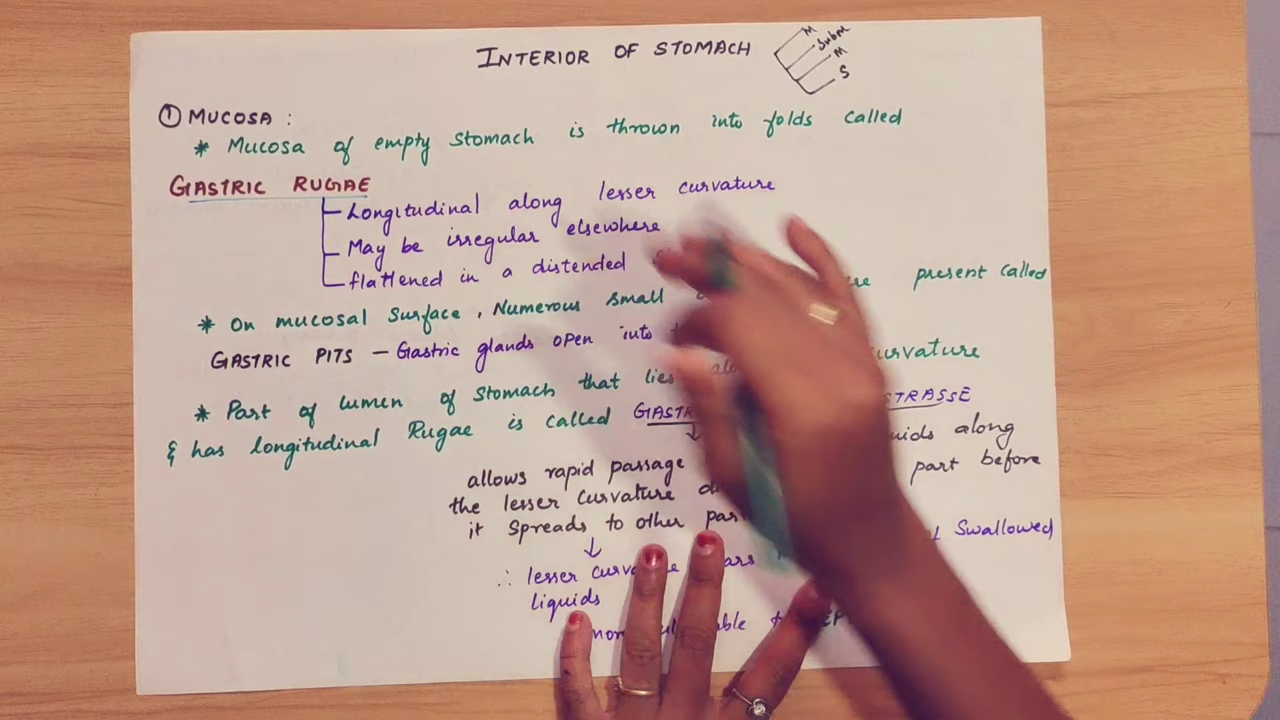 INTERIOR OF STOMACH
M
SubM
M
S
① MUCOSA :
* Mucosa of empty stomach is thrown into folds called
GASTRIC RUGAE
Longitudinal along lesser curvature
May be irregular elsewhere
flattened in a distended
* On mucosal surface, Numerous small present called
GASTRIC PITS - Gastric glands open into
* Part of lumen of stomach that lies curvature
& has longitudinal Rugae is called STRASSE
allows rapid passage along
the lesser curvature part before
it spreads to other
↓
∴ lesser Swallowed
liquids